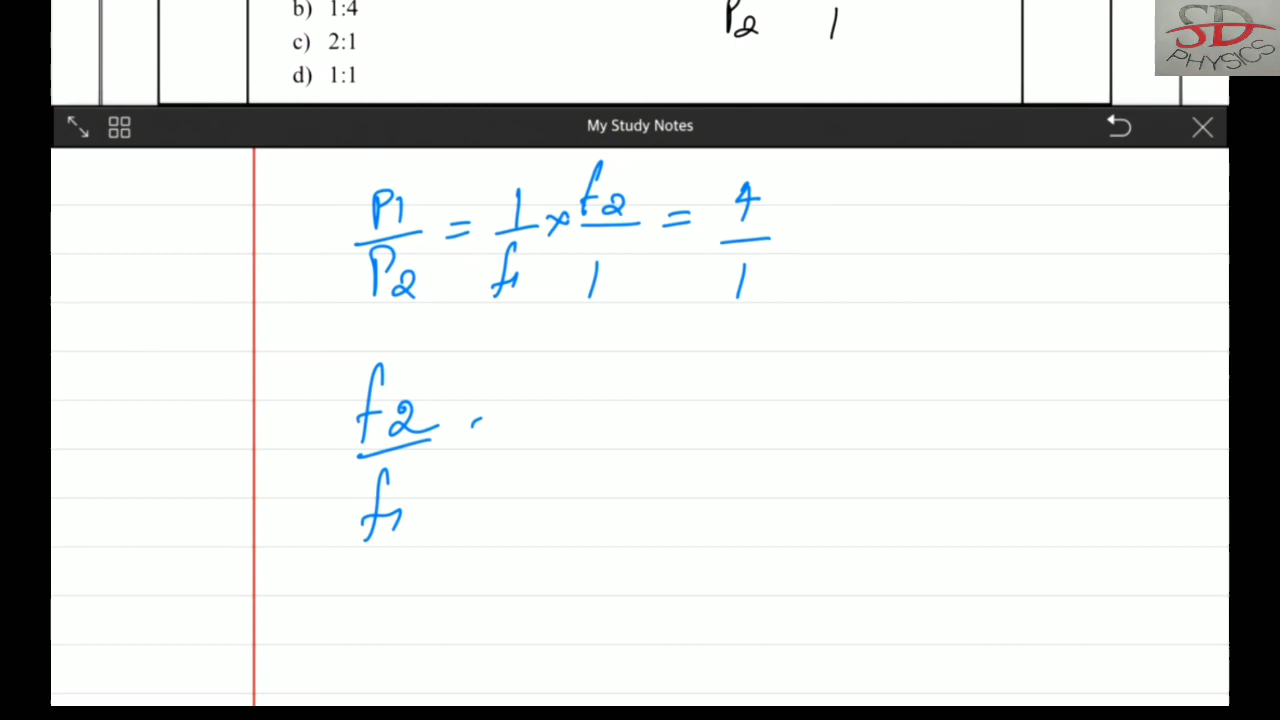 b) 1:4
c) 2:1
d) 1:1
P2 1
SD
PHYSICS
My Study Notes
P1/P2 = 1/f1 × f2/1 = 4/1
f2/f1